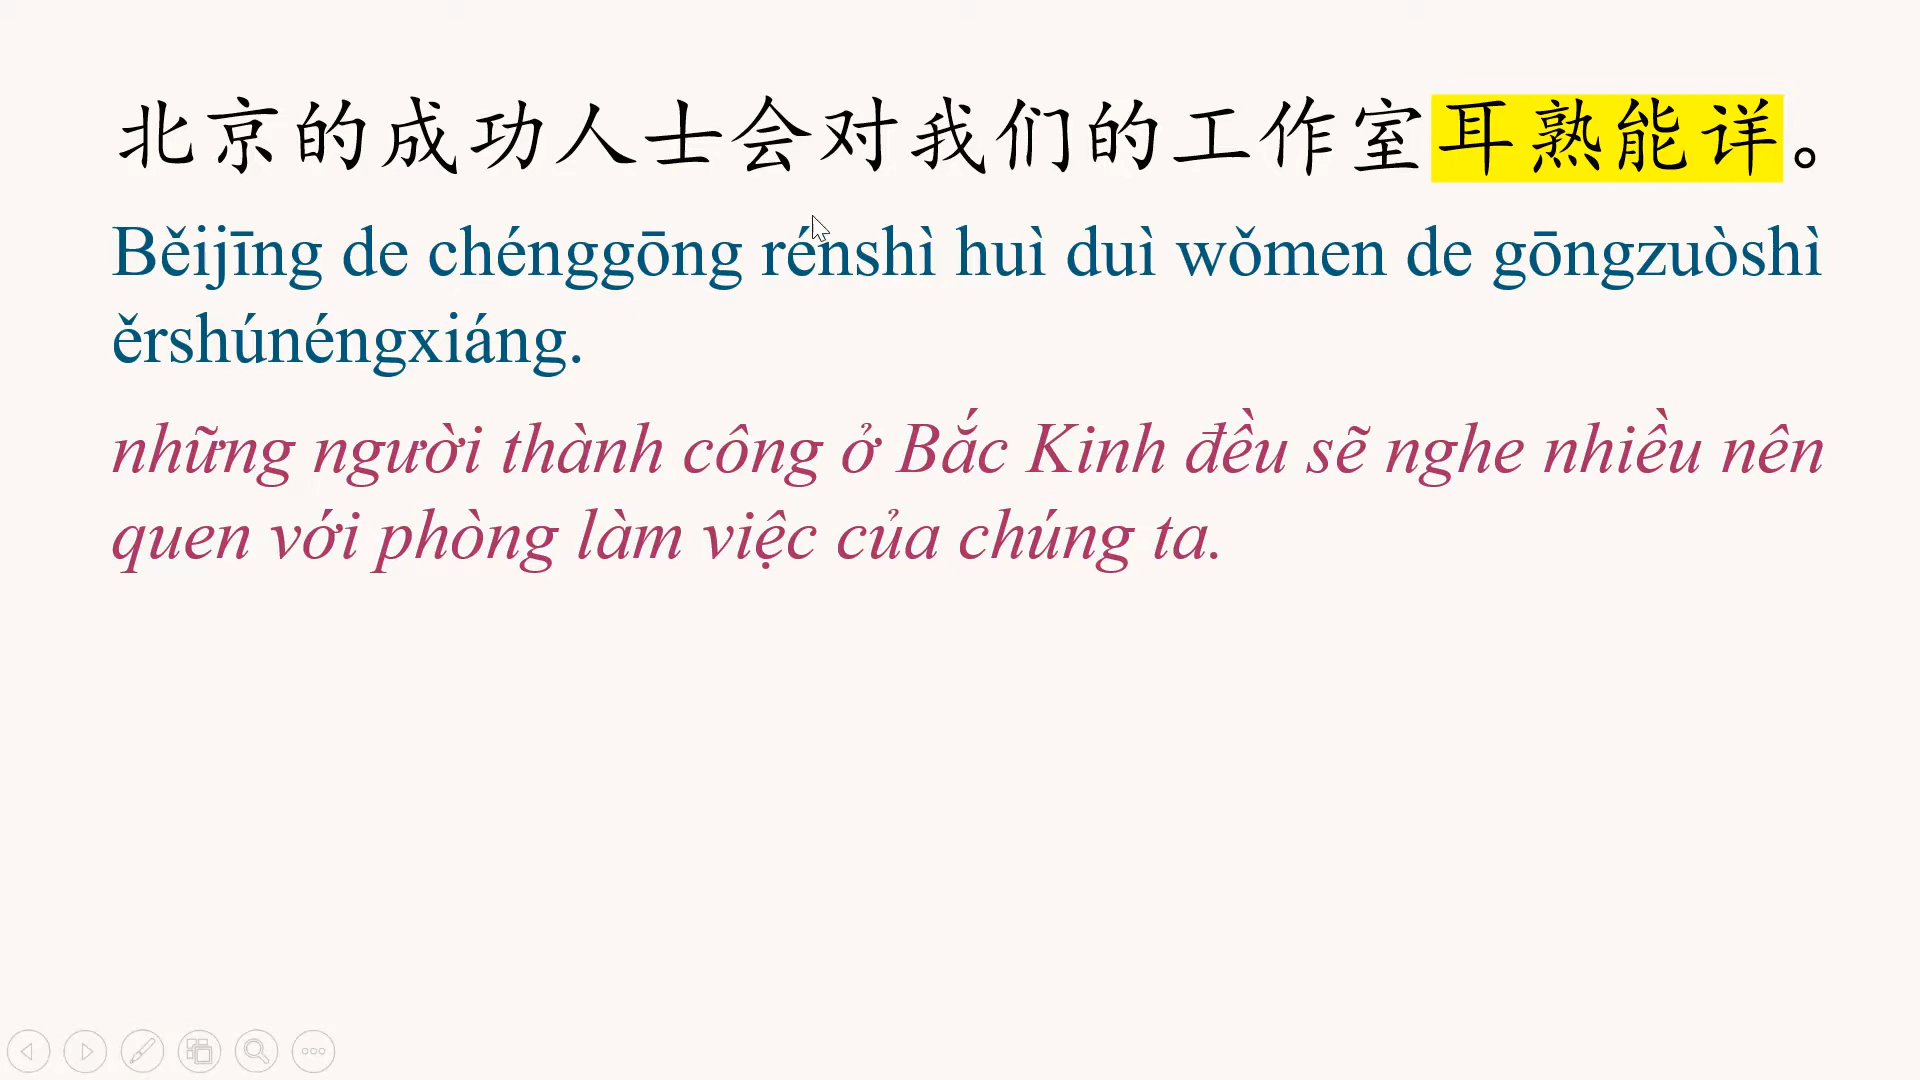 北京的成功人士会对我们的工作室耳熟能详。
Běijīng de chénggōng rénshì huì duì wǒmen de gōngzuòshì
ěrshúnéngxiáng.
những người thành công ở Bắc Kinh đều sẽ nghe nhiều nên
quen với phòng làm việc của chúng ta.